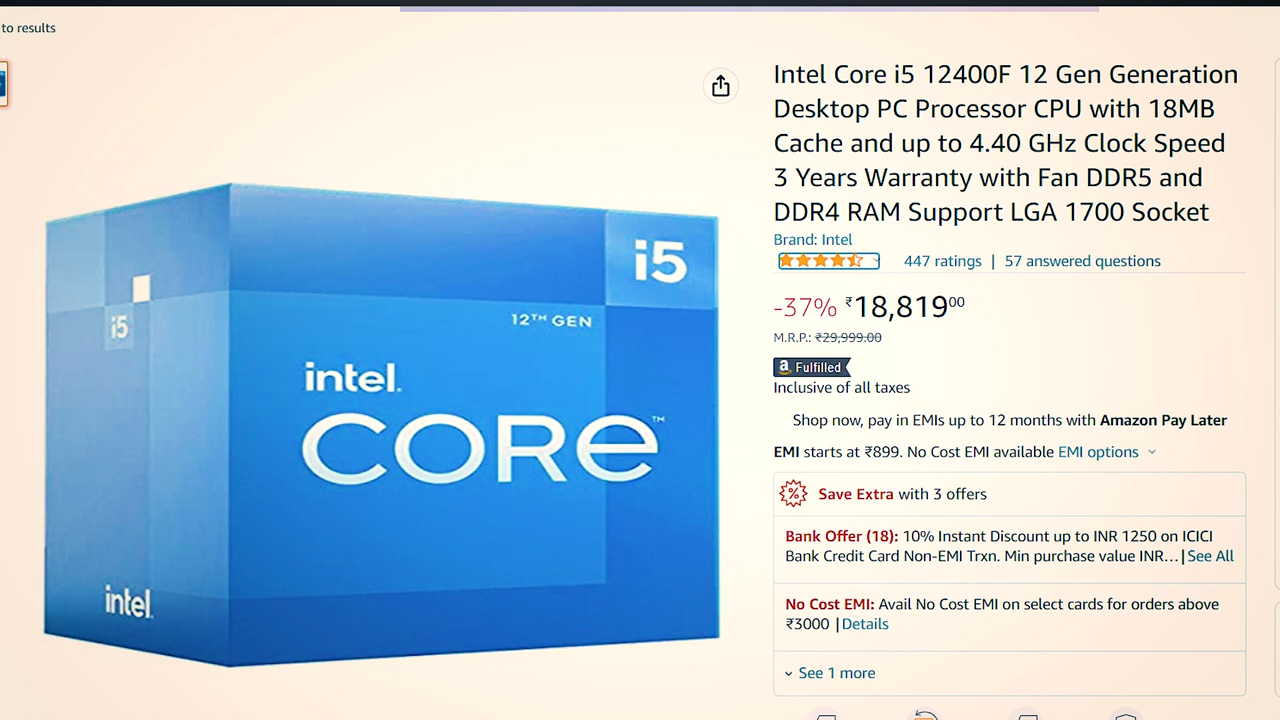 to results
Intel Core i5 12400F 12 Gen Generation
Desktop PC Processor CPU with 18MB
Cache and up to 4.40 GHz Clock Speed
3 Years Warranty with Fan DDR5 and
DDR4 RAM Support LGA 1700 Socket
Brand: Intel
447 ratings | 57 answered questions
-37% ₹18,81900
M.R.P.: ₹29,999.00
a Fulfilled
Inclusive of all taxes
Shop now, pay in EMIs up to 12 months with Amazon Pay Later
EMI starts at ₹899. No Cost EMI available EMI options
Save Extra with 3 offers
Bank Offer (18): 10% Instant Discount up to INR 1250 on ICICI
Bank Credit Card Non-EMI Trxn. Min purchase value INR... | See All
No Cost EMI: Avail No Cost EMI on select cards for orders above
₹3000 | Details
See 1 more
i5
i5
12TH GEN
intel.
CORE™
intel.